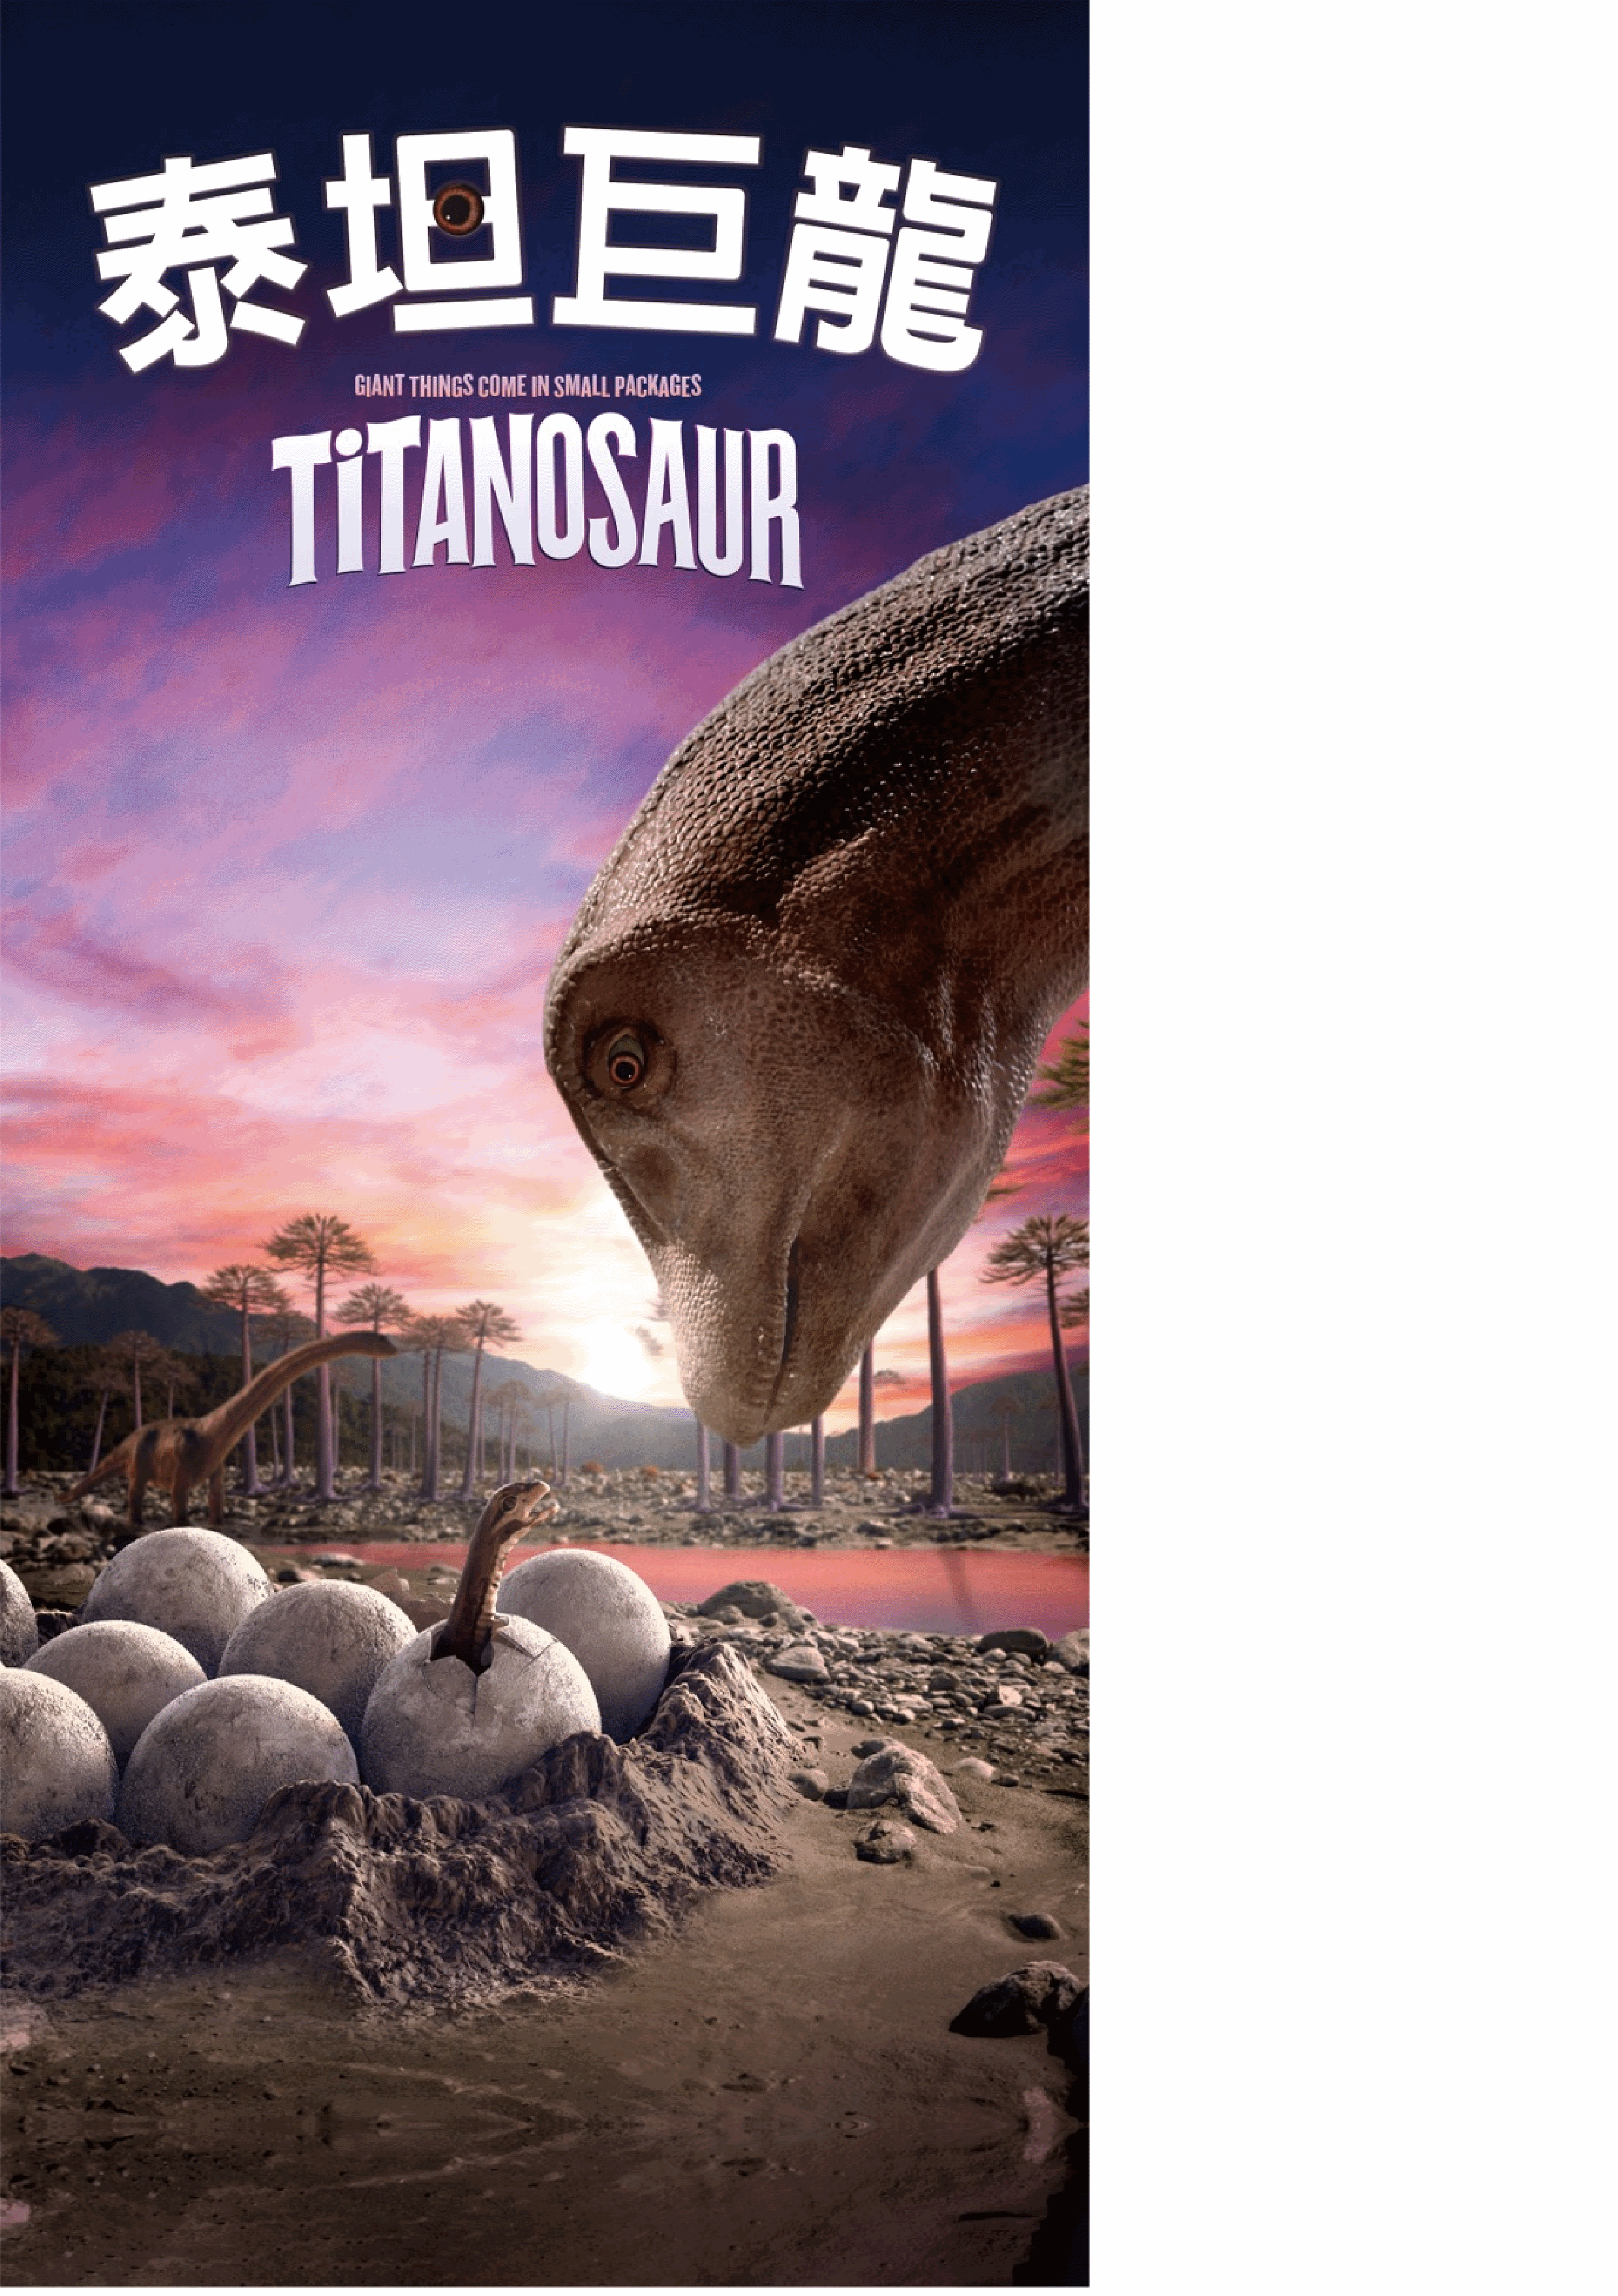 泰坦巨龍
GIANT THINGS COME IN SMALL PACKAGES
TiTANOSAUR